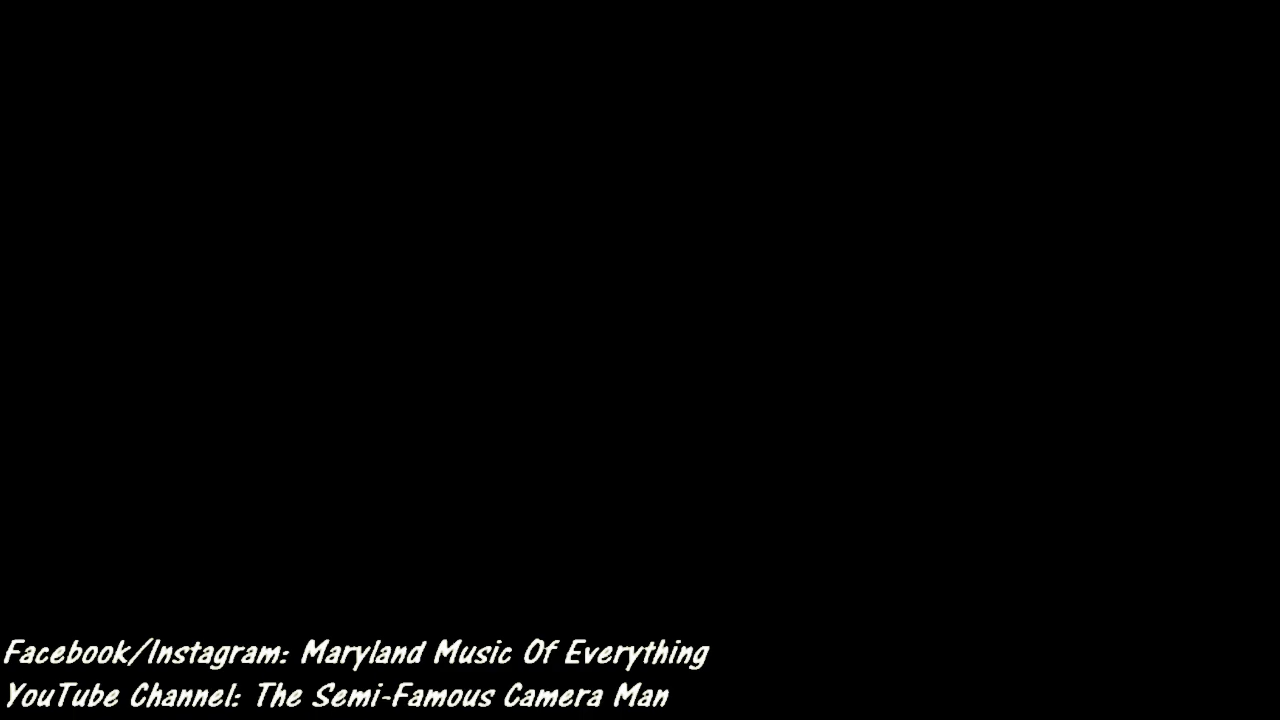 Facebook/Instagram: Maryland Music Of Everything
YouTube Channel: The Semi-Famous Camera Man